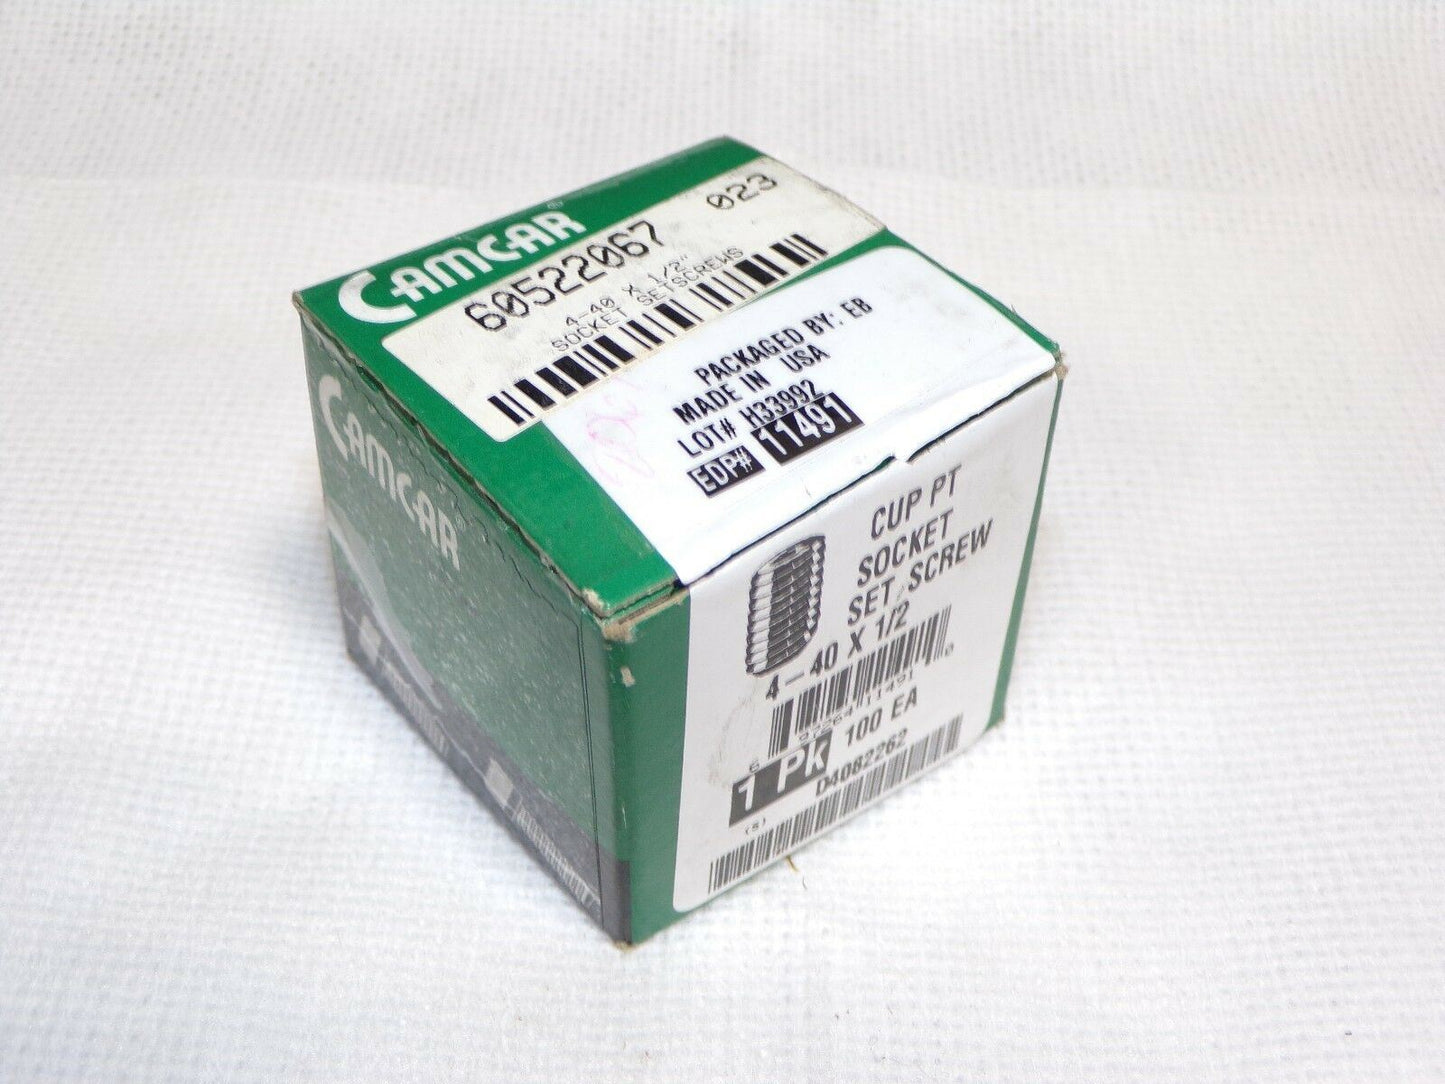 CAMCAR®
60522067 023
4-40 X 1/2"
SOCKET SETSCREWS
PACKAGED BY: EB
MADE IN USA
LOT# H33992
EDP# 11491
CAMCAR®
CUP PT
SOCKET
SET SCREW
4-40 X 1/2
1 Pk 100 EA
D4082262
(S)